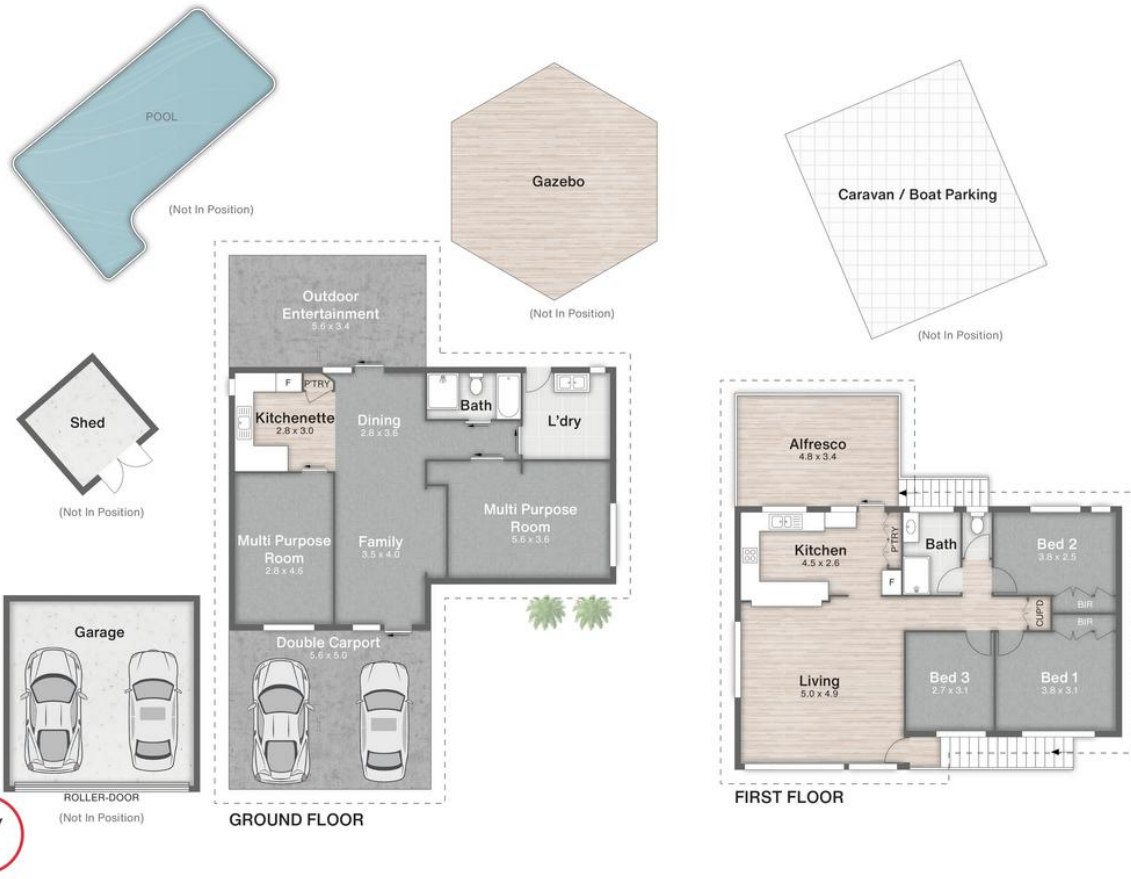 POOL
(Not In Position)
Gazebo
(Not In Position)
Caravan / Boat Parking
(Not In Position)
Outdoor
Entertainment
5.6 x 3.4
F
P'TRY
Kitchenette
2.8 x 3.0
Dining
2.8 x 3.6
Bath
L'dry
Shed
(Not In Position)
Multi Purpose
Room
2.8 x 4.6
Family
3.5 x 4.0
Multi Purpose
Room
5.6 x 3.6
Garage
ROLLER-DOOR
(Not In Position)
Double Carport
5.6 x 5.0
GROUND FLOOR
Alfresco
4.8 x 3.4
Kitchen
4.5 x 2.6
P'TRY
F
Bath
Bed 2
3.8 x 2.5
BIR
CUP'D
BIR
Living
5.0 x 4.9
Bed 3
2.7 x 3.1
Bed 1
3.8 x 3.1
FIRST FLOOR